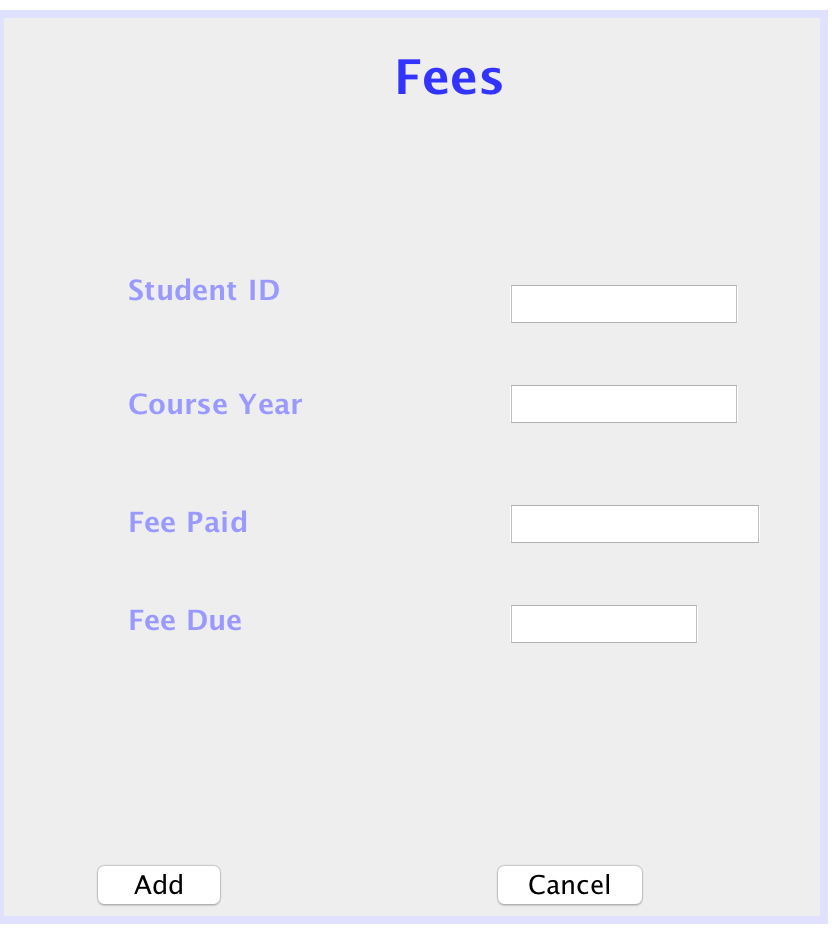 Fees
Student ID
Course Year
Fee Paid
Fee Due
Add
Cancel